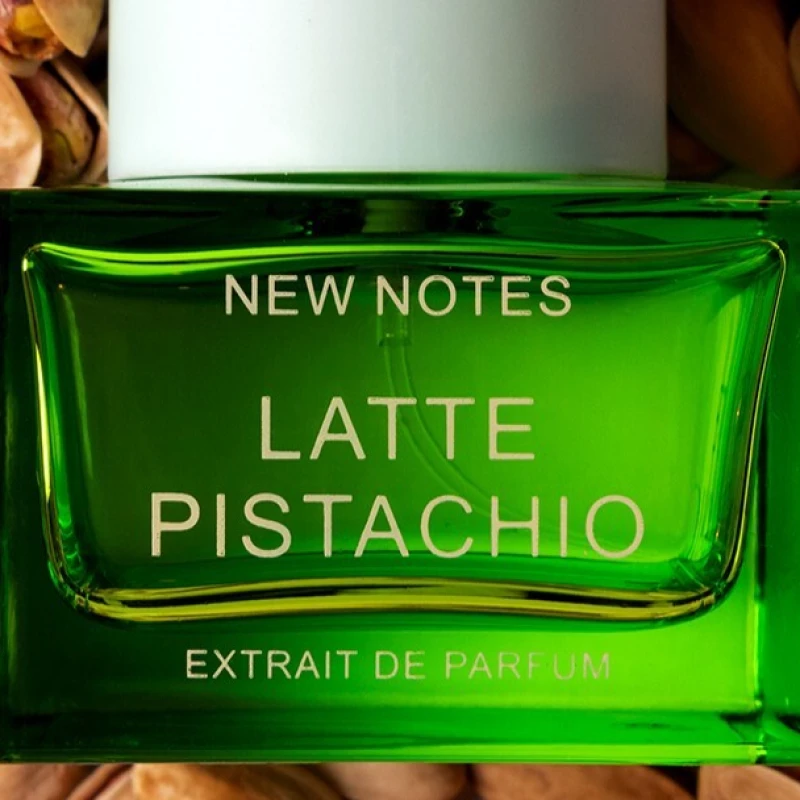 NEW NOTES
LATTE
PISTACHIO
EXTRAIT DE PARFUM